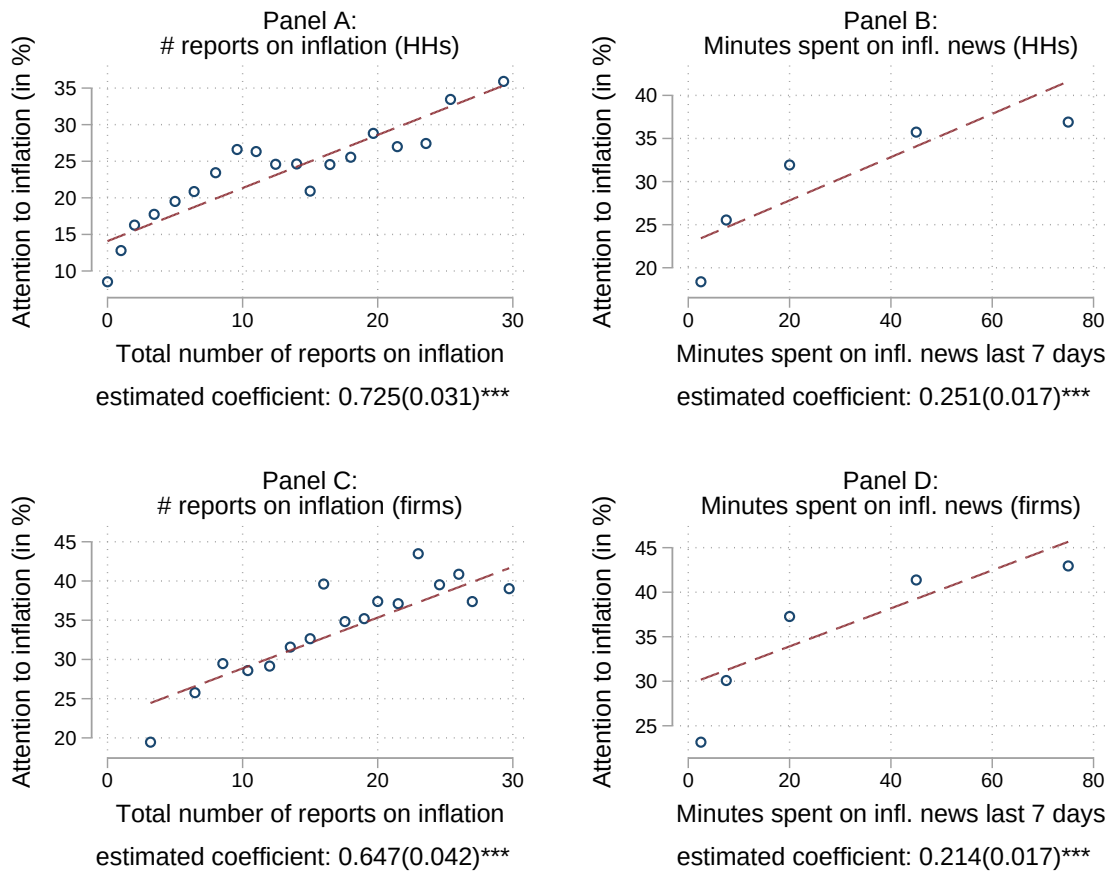 Panel A:
# reports on inflation (HHs)
Attention to inflation (in %)
35
30
25
20
15
10
0
10
20
30
Total number of reports on inflation
estimated coefficient: 0.725(0.031)***
Panel B:
Minutes spent on infl. news (HHs)
Attention to inflation (in %)
40
35
30
25
20
0
20
40
60
80
Minutes spent on infl. news last 7 days
estimated coefficient: 0.251(0.017)***
Panel C:
# reports on inflation (firms)
Attention to inflation (in %)
45
40
35
30
25
20
0
10
20
30
Total number of reports on inflation
estimated coefficient: 0.647(0.042)***
Panel D:
Minutes spent on infl. news (firms)
Attention to inflation (in %)
45
40
35
30
25
0
20
40
60
80
Minutes spent on infl. news last 7 days
estimated coefficient: 0.214(0.017)***